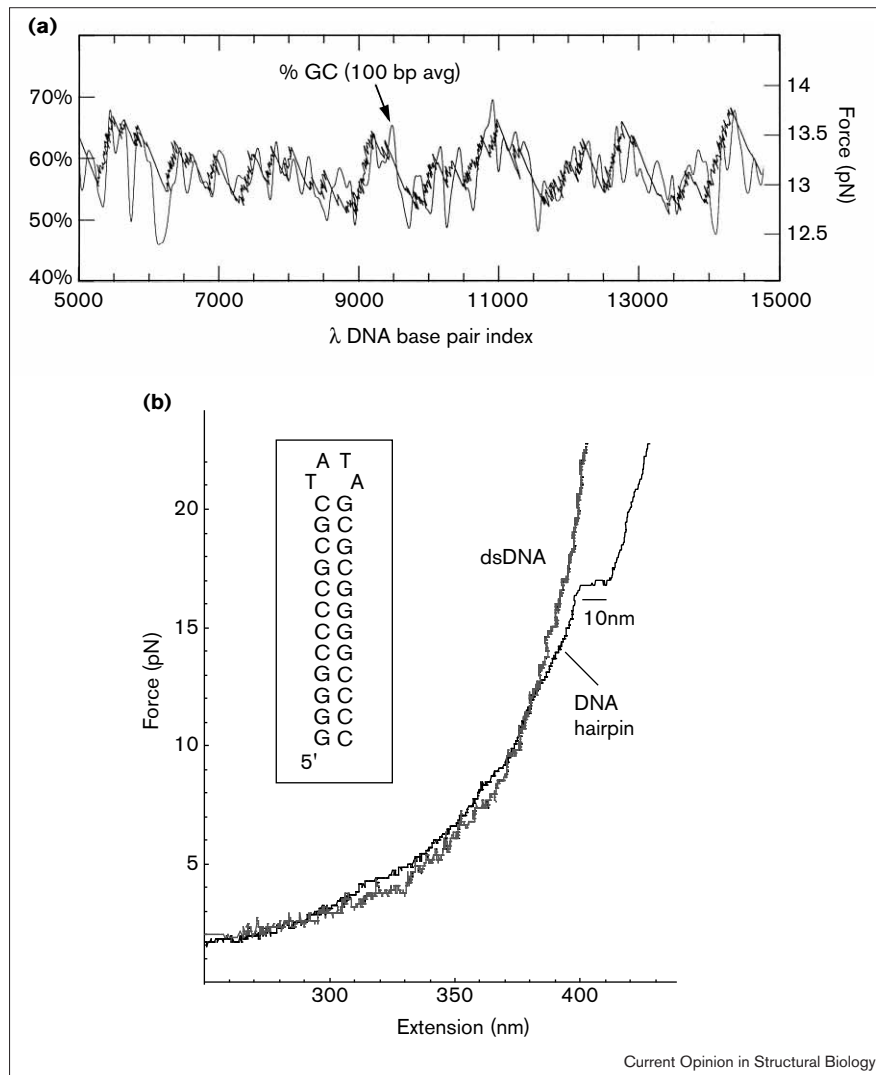 (a)
% GC (100 bp avg)
70%
60%
50%
40%
14
13.5
13
12.5
Force (pN)
5000 7000 9000 11000 13000 15000
λ DNA base pair index
(b)
A T
T A
C G
G C
C G
G C
C G
C G
C G
C G
G C
G C
G C
G C
5'
20
15
10
5
Force (pN)
dsDNA
10nm
DNA
hairpin
300 350 400
Extension (nm)
Current Opinion in Structural Biology